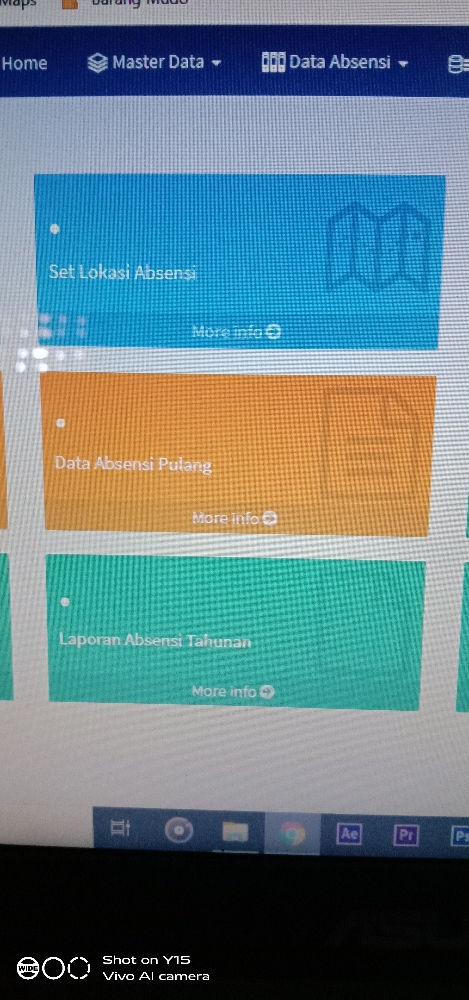 Maps Barang Mudo
Home Master Data Data Absensi
Set Lokasi Absensi
More info
Data Absensi Pulang
More info
Laporan Absensi Tahunan
More info
Ae Pr Ps
WIDE
Shot on Y15
Vivo AI camera